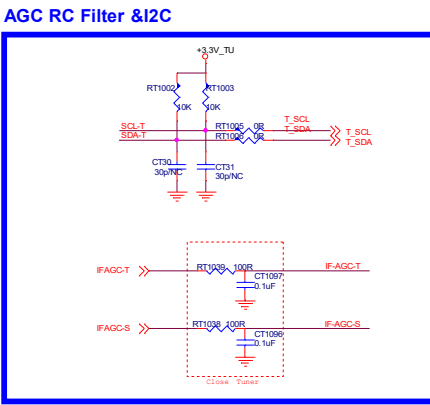 AGC RC Filter &I2C
+3.3V_TU
RT1002 RT1003
10K 10K
SCL-T RT1005 0R T_SCL T_SCL
SDA-T RT1006 0R T_SDA T_SDA
CT30 CT31
30p/NC 30p/NC
IFAGC-T RT1039 100R IF-AGC-T
CT1097
0.1uF
IFAGC-S RT1038 100R IF-AGC-S
CT1096
0.1uF
Close Tuner